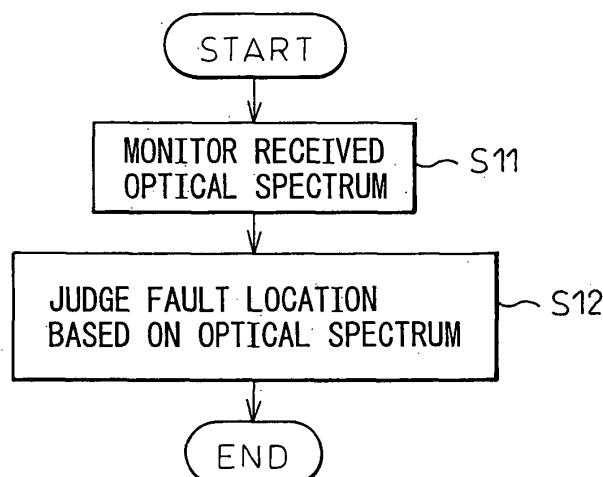 START
MONITOR RECEIVED
OPTICAL SPECTRUM
S11
JUDGE FAULT LOCATION
BASED ON OPTICAL SPECTRUM
S12
END